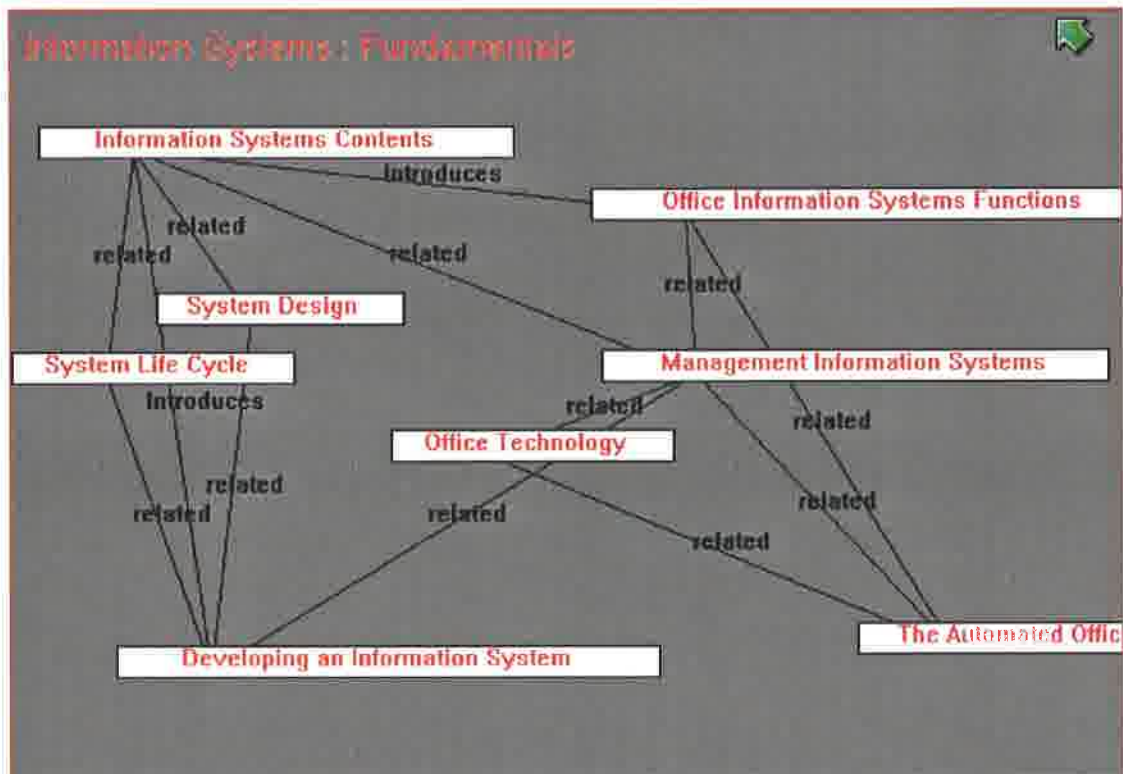 Information Systems : Fundamentals
Information Systems Contents
Introduces
Office Information Systems Functions
related
related
related
related
System Design
System Life Cycle
Management Information Systems
Introduces
related
related
Office Technology
related
related
related
related
related
The Automated Offic
Developing an Information System